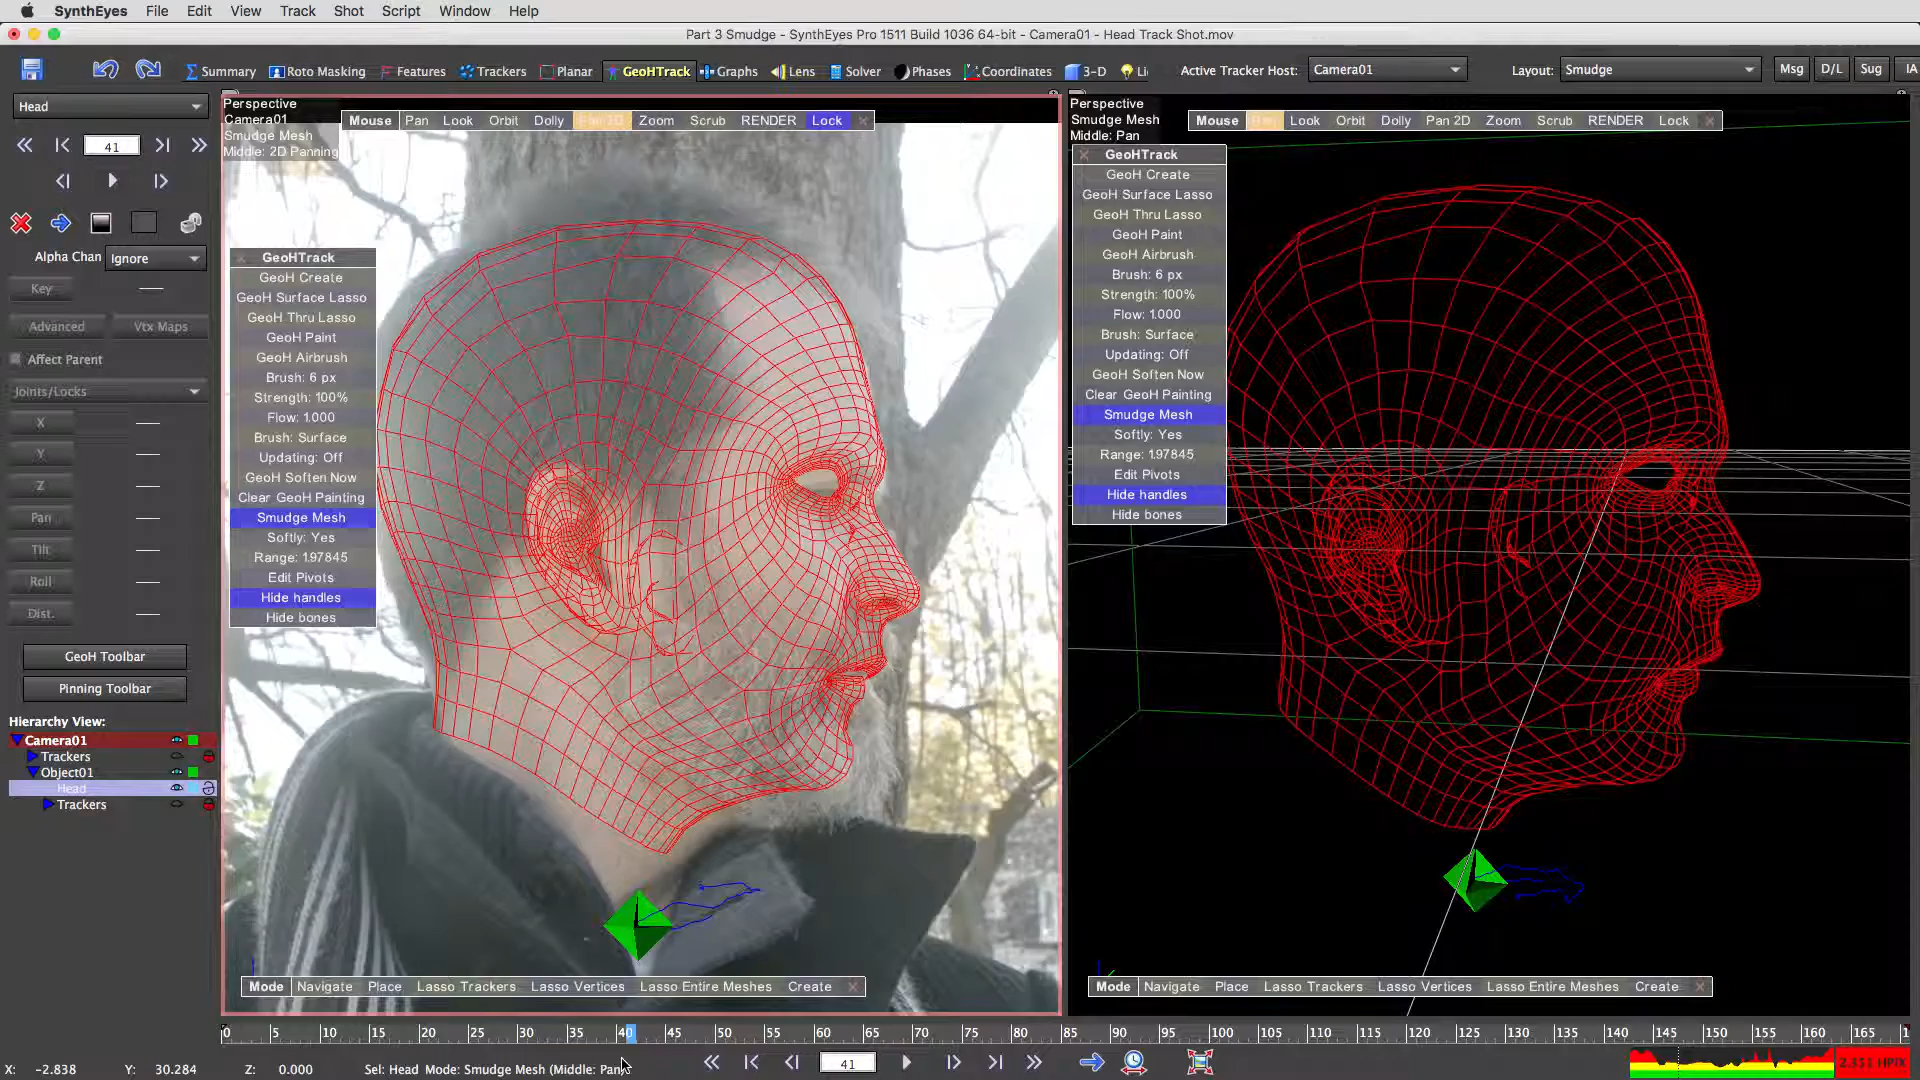 SynthEyes File Edit View Track Shot Script Window Help
Part 3 Smudge - SynthEyes Pro 1511 Build 1036 64-bit - Camera01 - Head Track Shot.mov
Summary Roto Masking Features Trackers Planar GeoHTrack Graphs Lens Solver Phases Coordinates 3-D Li Active Tracker Host: Camera01 Layout: Smudge Msg D/L Sug IA
Head
41
Alpha Chan Ignore
Key
Advanced Vtx Maps
Affect Parent
Joints/Locks
X
Y
Z
Pan
Tilt
Roll
Dist.
GeoH Toolbar
Pinning Toolbar
Hierarchy View:
Camera01
Trackers
Object01
Head
Trackers
Perspective
Camera01
Smudge Mesh
Middle: 2D Panning
Mouse Pan Look Orbit Dolly Pan 2D Zoom Scrub RENDER Lock
GeoHTrack
GeoH Create
GeoH Surface Lasso
GeoH Thru Lasso
GeoH Paint
GeoH Airbrush
Brush: 6 px
Strength: 100%
Flow: 1.000
Brush: Surface
Updating: Off
GeoH Soften Now
Clear GeoH Painting
Smudge Mesh
Softly: Yes
Range: 1.97845
Edit Pivots
Hide handles
Hide bones
Mode Navigate Place Lasso Trackers Lasso Vertices Lasso Entire Meshes Create
Perspective
Smudge Mesh
Middle: Pan
Mouse Pan Look Orbit Dolly Pan 2D Zoom Scrub RENDER Lock
GeoHTrack
GeoH Create
GeoH Surface Lasso
GeoH Thru Lasso
GeoH Paint
GeoH Airbrush
Brush: 6 px
Strength: 100%
Flow: 1.000
Brush: Surface
Updating: Off
GeoH Soften Now
Clear GeoH Painting
Smudge Mesh
Softly: Yes
Range: 1.97845
Edit Pivots
Hide handles
Hide bones
Mode Navigate Place Lasso Trackers Lasso Vertices Lasso Entire Meshes Create
0 5 10 15 20 25 30 35 40 45 50 55 60 65 70 75 80 85 90 95 100 105 110 115 120 125 130 135 140 145 150 155 160 165
X: -2.838 Y: 30.284 Z: 0.000 Sel: Head Mode: Smudge Mesh (Middle: Pan) 41 2.351 HPIX